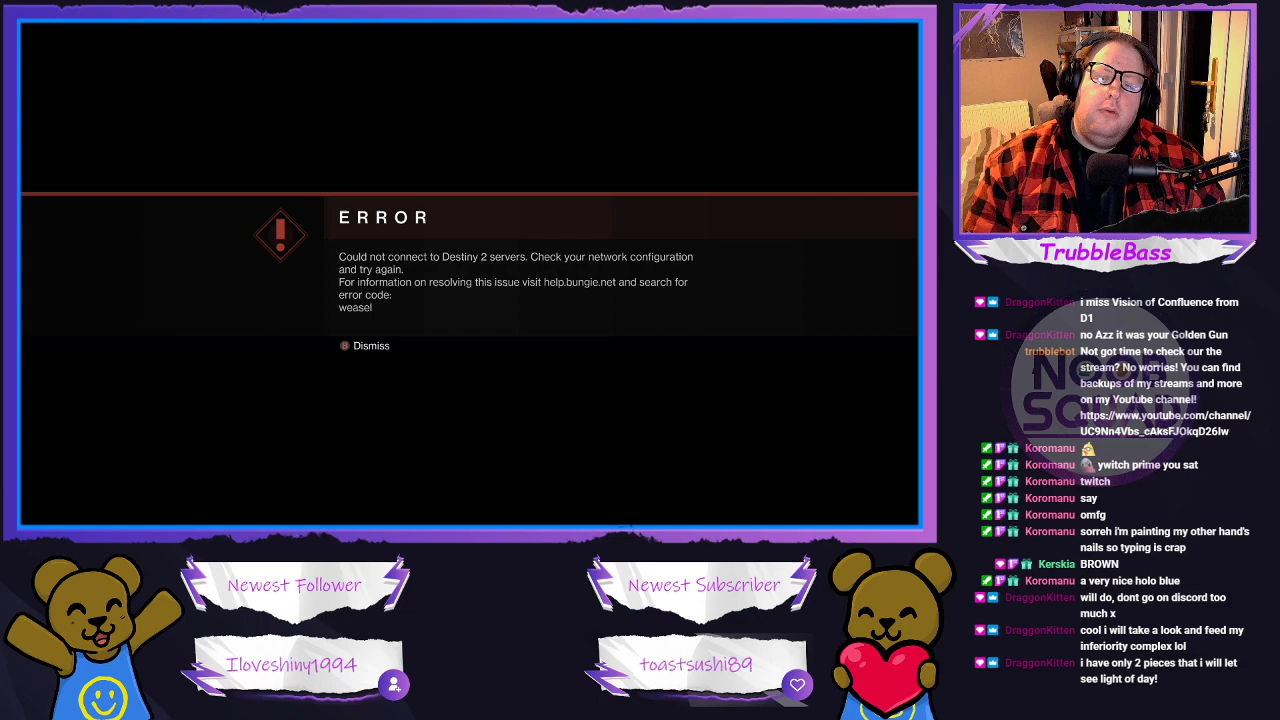 ERROR
Could not connect to Destiny 2 servers. Check your network configuration
and try again.
For information on resolving this issue visit help.bungie.net and search for
error code:
weasel
B Dismiss
TrubbleBass
DraggonKitten i miss Vision of Confluence from
D1
DraggonKitten no Azz it was your Golden Gun
trubblebot Not got time to check our the
stream? No worries! You can find
backups of my streams and more
on my Youtube channel!
https://www.youtube.com/channel/
UC9Nn4Vbs_cAksFJOkqD26Iw
NOOB
SQUAD
Koromanu
Koromanu ywitch prime you sat
Koromanu twitch
Koromanu say
Koromanu omfg
Koromanu sorreh i'm painting my other hand's
nails so typing is crap
Kerskia BROWN
Koromanu a very nice holo blue
DraggonKitten will do, dont go on discord too
much x
DraggonKitten cool i will take a look and feed my
inferiority complex lol
DraggonKitten i have only 2 pieces that i will let
see light of day!
Newest Follower
Iloveshiny1994
Newest Subscriber
toastsushi89